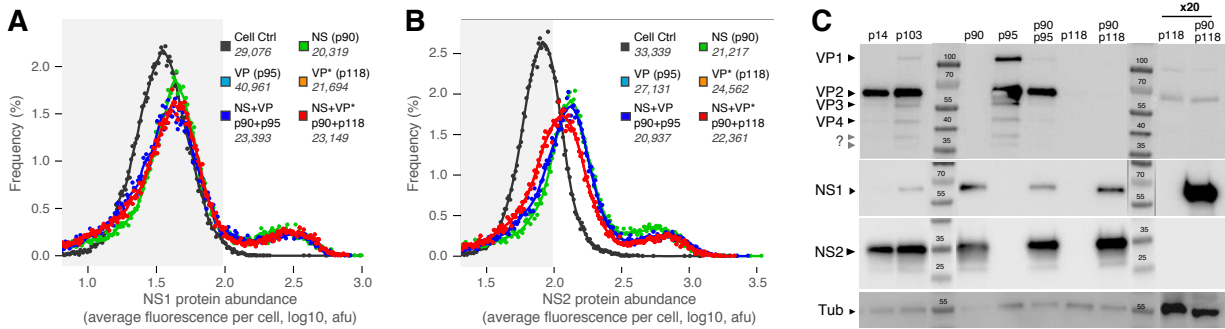 A
Frequency (%)
2.0
1.5
1.0
0.5
0.0
1.0 1.5 2.0 2.5 3.0
NS1 protein abundance
(average fluorescence per cell, log10, afu)
Cell Ctrl
29,076
NS (p90)
20,319
VP (p95)
40,961
VP* (p118)
21,694
NS+VP
p90+p95
23,393
NS+VP*
p90+p118
23,149
B
Frequency (%)
2.5
2.0
1.5
1.0
0.5
0.0
1.5 2.0 2.5 3.0 3.5
NS2 protein abundance
(average fluorescence per cell, log10, afu)
Cell Ctrl
33,339
NS (p90)
21,217
VP (p95)
27,131
VP* (p118)
24,562
NS+VP
p90+p95
20,937
NS+VP*
p90+p118
22,361
C
x20
p14 p103 p90 p95 p90 p95 p118 p90 p118 p118 p90 p118
VP1
VP2
VP3
VP4
?
100
70
55
40
35
100
70
55
40
35
NS1
100
70
55
100
70
55
NS2
35
25
35
25
Tub
55
55